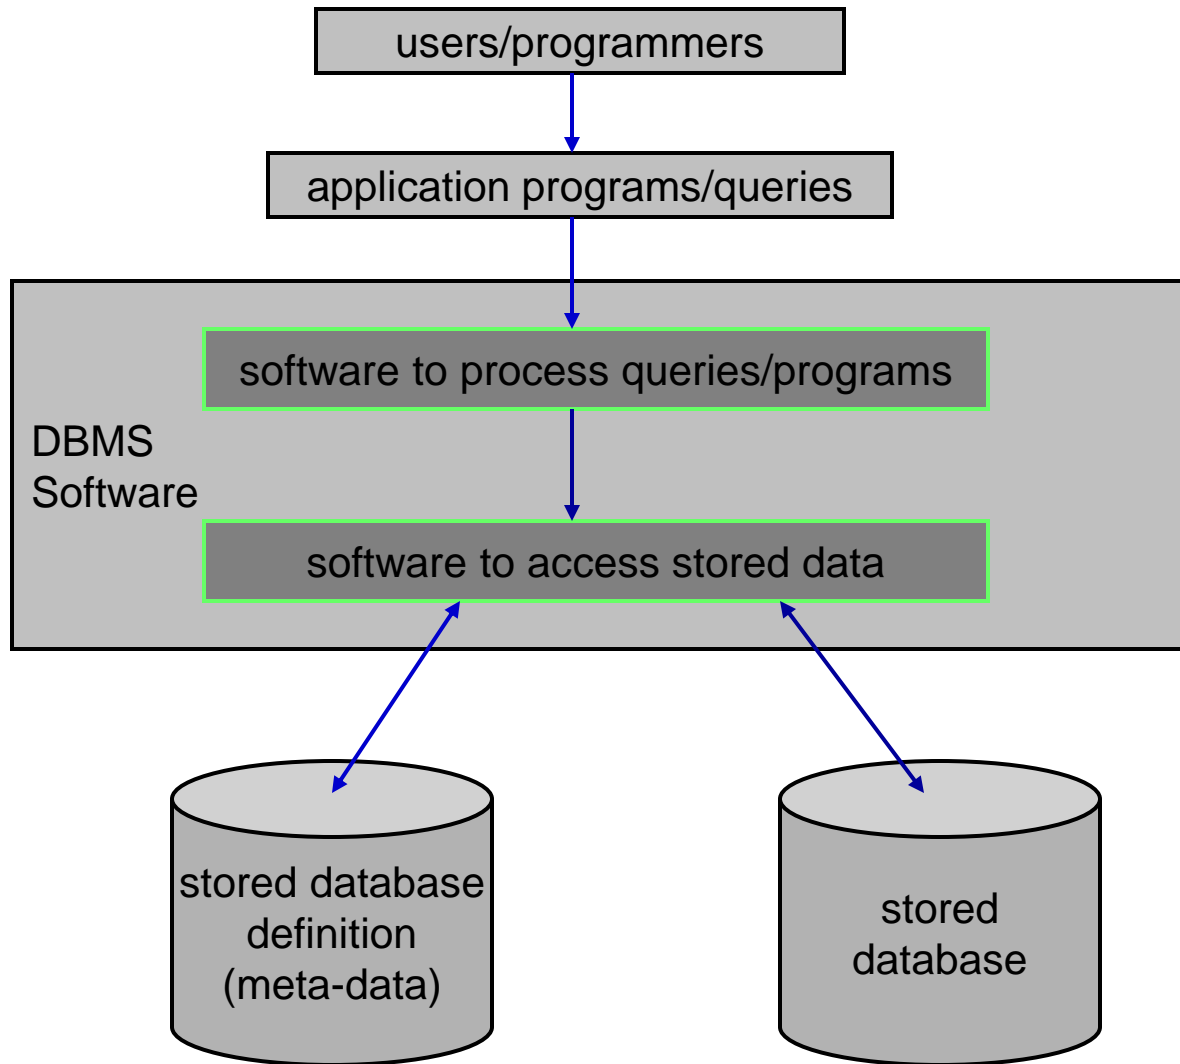 users/programmers
application programs/queries
software to process queries/programs
DBMS
Software
software to access stored data
stored database
definition
(meta-data)
stored
database